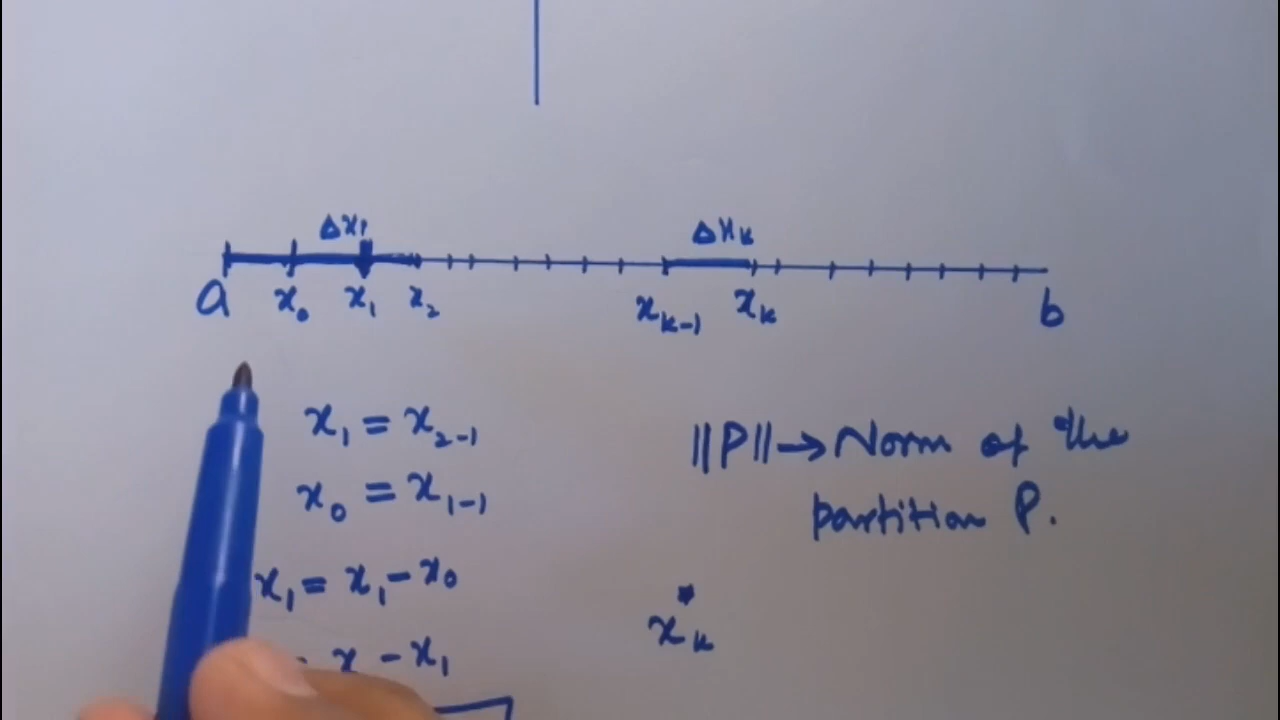 Δx₁ Δxₖ
a x₀ x₁ x₂ xₖ₋₁ xₖ b
x₁ = x₂₋₁
x₀ = x₁₋₁
x₁ = x₁ - x₀
x - x₁
||P|| → Norm of the
partition P.
xₖ*